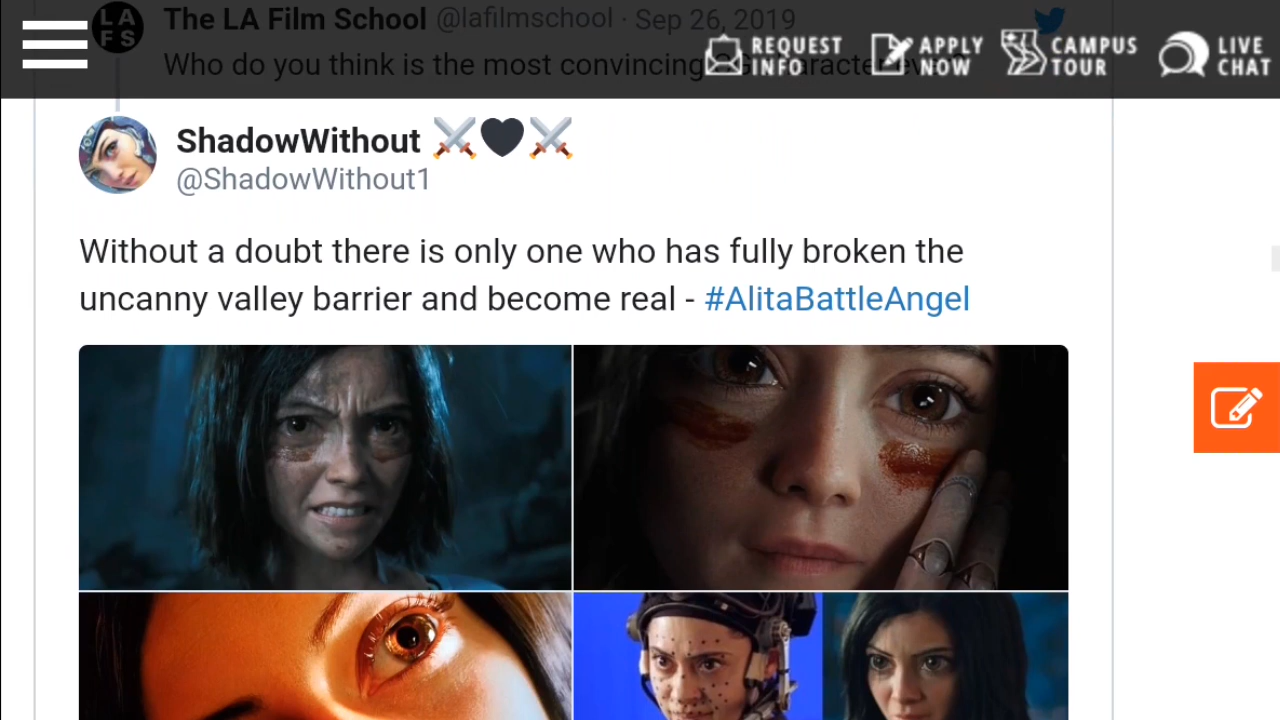 The LA Film School @lafilmschool · Sep 26, 2019
Who do you think is the most convincing
LA
FS
REQUEST
INFO
APPLY
NOW
CAMPUS
TOUR
LIVE
CHAT
ShadowWithout ⚔️🖤⚔️
@ShadowWithout1
Without a doubt there is only one who has fully broken the
uncanny valley barrier and become real - #AlitaBattleAngel